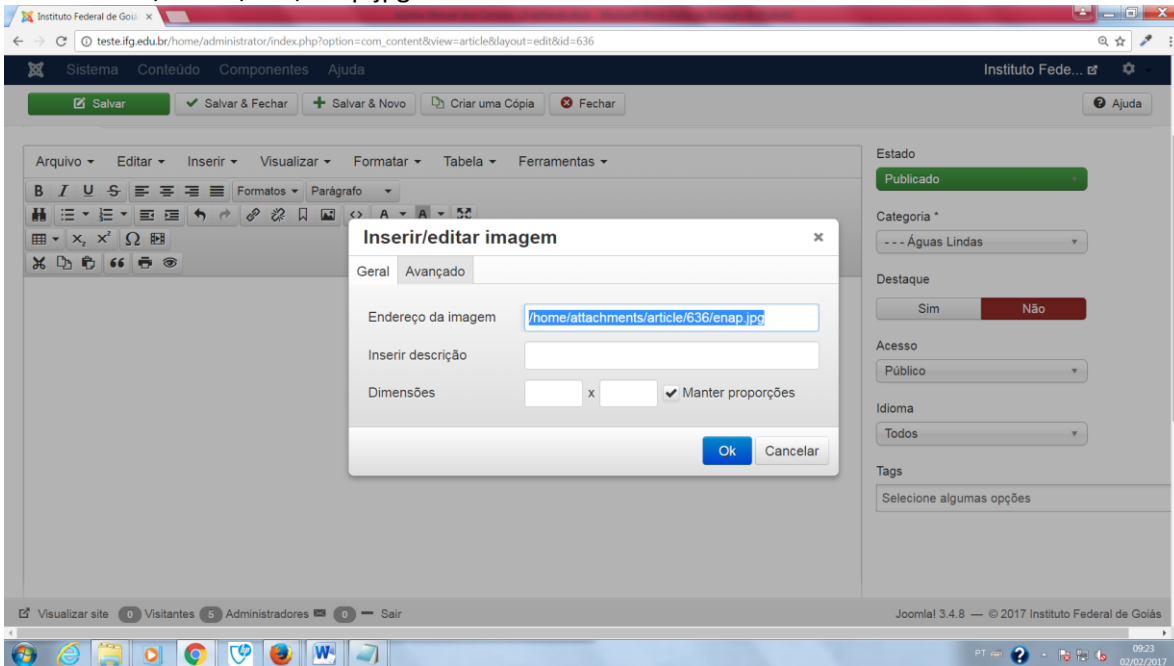 Instituto Federal de Goiá
teste.ifg.edu.br/home/administrator/index.php?option=com_content&view=article&layout=edit&id=636
Sistema Conteúdo Componentes Ajuda Instituto Fede...
Salvar Salvar & Fechar Salvar & Novo Criar uma Cópia Fechar Ajuda
Arquivo Editar Inserir Visualizar Formatar Tabela Ferramentas
B I U S Formatos Parágrafo
A A
X₂ X² Ω
Inserir/editar imagem
Geral Avançado
Endereço da imagem /home/attachments/article/636/enap.jpg
Inserir descrição
Dimensões x Manter proporções
Ok Cancelar
Estado
Publicado
Categoria *
- - - Águas Lindas
Destaque
Sim Não
Acesso
Público
Idioma
Todos
Tags
Selecione algumas opções
Visualizar site 0 Visitantes 5 Administradores 0 Sair Joomla! 3.4.8 — © 2017 Instituto Federal de Goiás
PT 09:23
02/02/2017